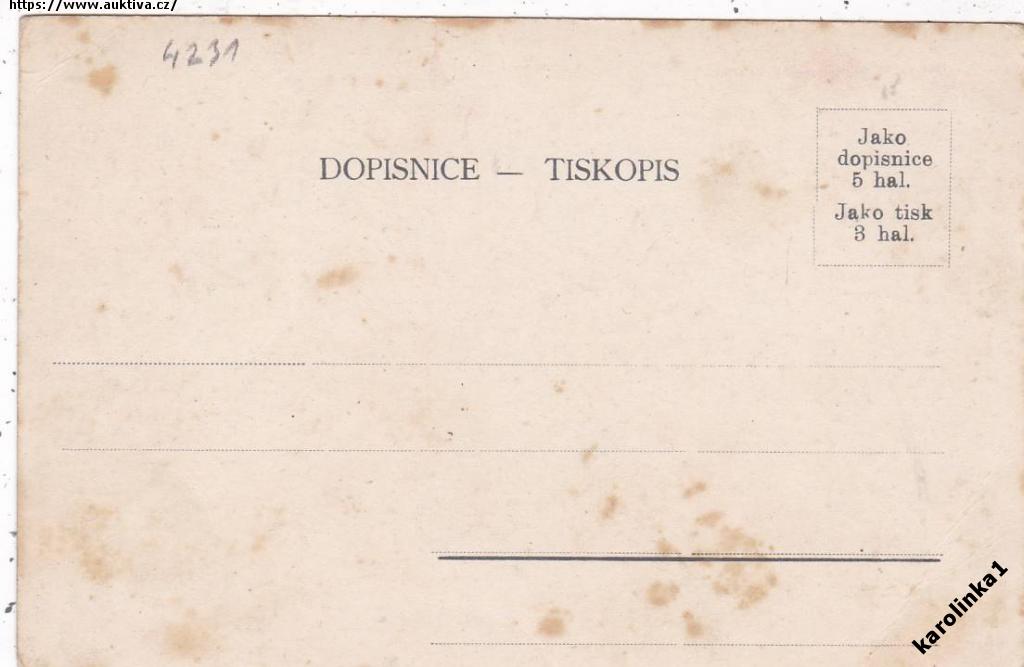 https://www.auktiva.cz/
4231
DOPISNICE — TISKOPIS
Jako
dopisnice
5 hal.
Jako tisk
3 hal.
karolinka1